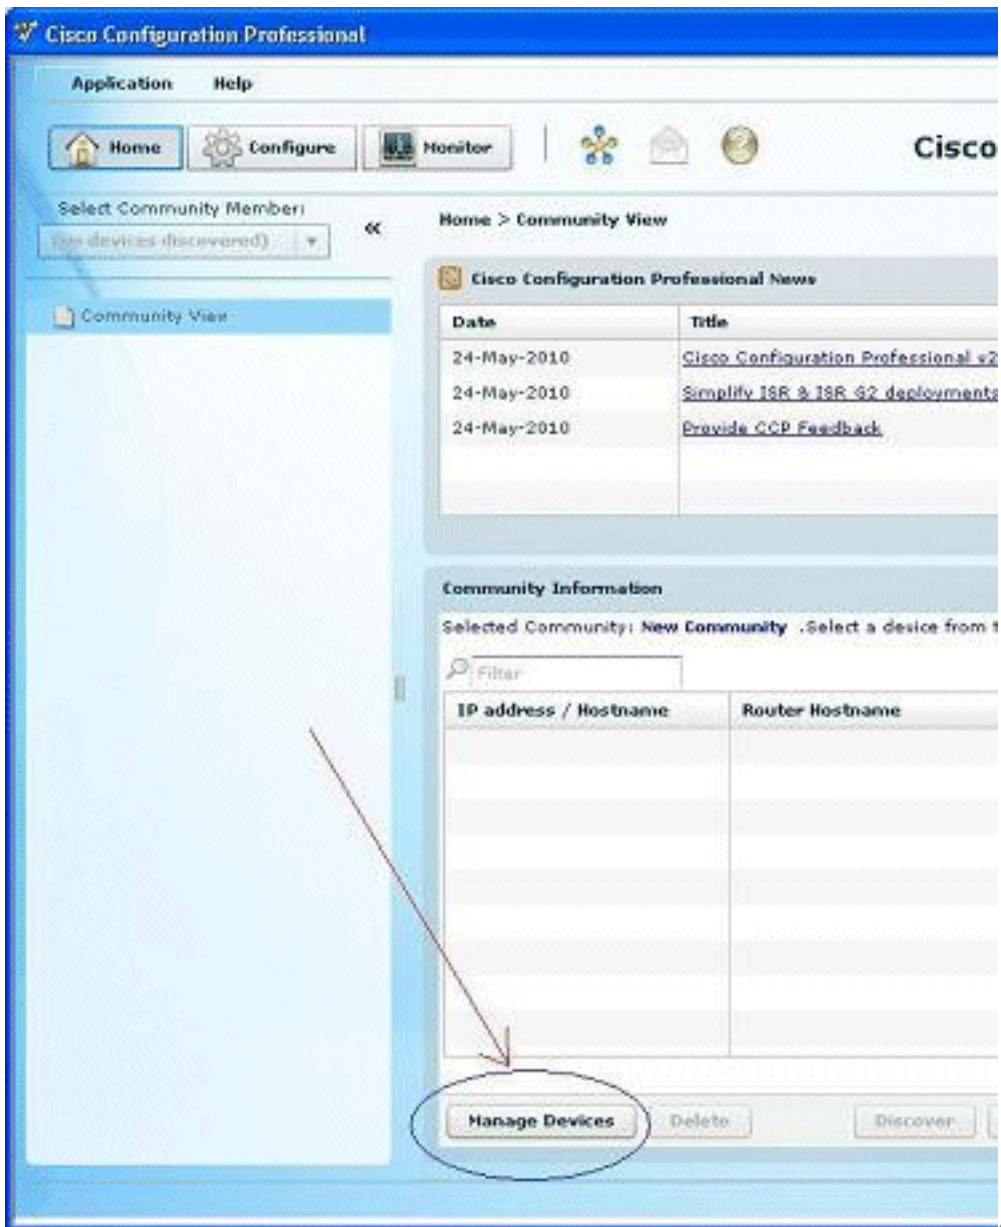 Cisco Configuration Professional
Application Help
Home Configure Monitor Cisco
Select Community Member:
(no devices discovered)
Home > Community View
Community View
Cisco Configuration Professional News
Date Title
24-May-2010 Cisco Configuration Professional v2
24-May-2010 Simplify ISR & ISR G2 deployments
24-May-2010 Provide CCP Feedback
Community Information
Selected Community: New Community .Select a device from t
Filter
IP address / Hostname Router Hostname
Manage Devices Delete Discover